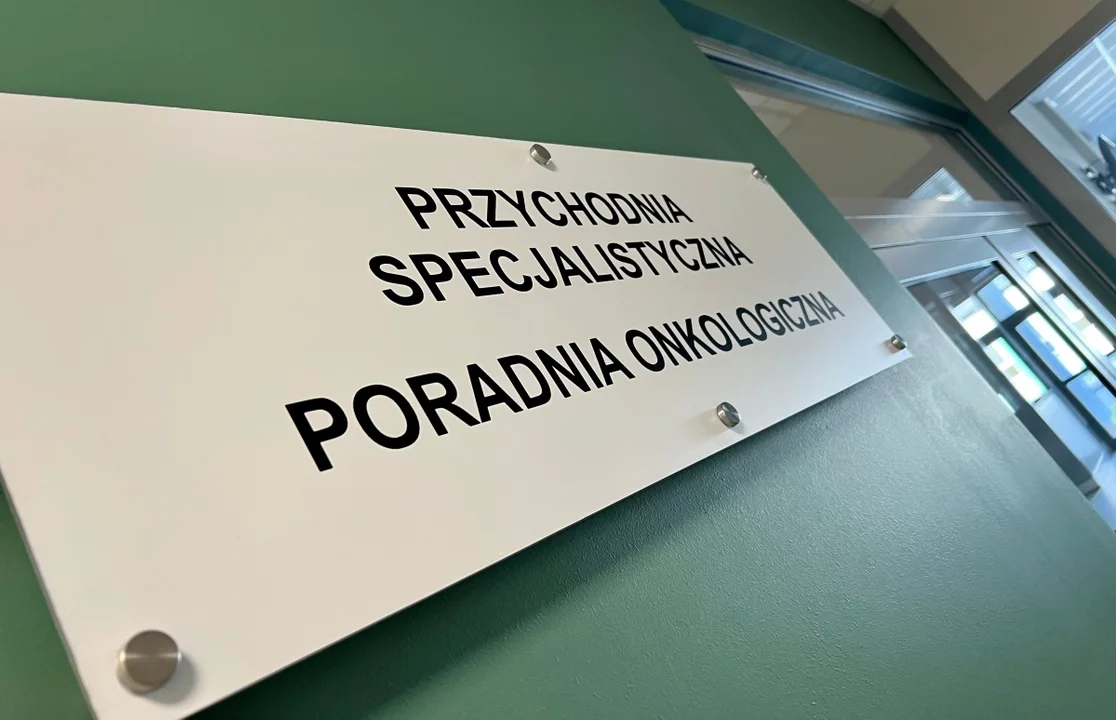 PRZYCHODNIA
SPECJALISTYCZNA
PORADNIA ONKOLOGICZNA